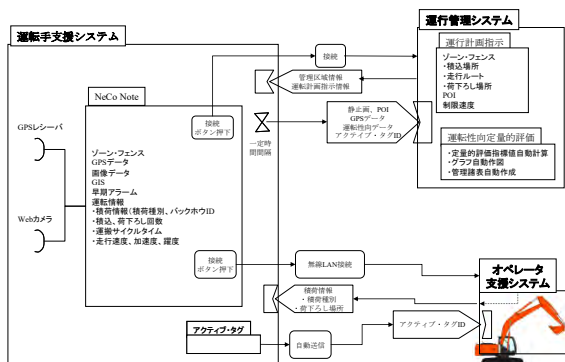 運転手支援システム
NeCo Note
GPSレシーバ
Webカメラ
ゾーン・フェンス
GPSデータ
画像データ
GIS
早期アラーム
運転情報
・積荷情報(積荷種別、バックホウID
・積込、荷下ろし回数
・運搬サイクルタイム
・走行速度、加速度、躍度
接続
ボタン押下
接続
ボタン押下
アクティブ・タグ
接続
管理区域情報
運転計画指示情報
一定時
間間隔
静止画、POI
GPSデータ
運転性向データ
アクティブ・タグID
無線LAN接続
積荷情報
・積荷種別
・荷下ろし場所
自動送信
アクティブ・タグID
運行管理システム
運行計画指示
ゾーン・フェンス
・積込場所
・走行ルート
・荷下ろし場所
POI
制限速度
運転性向定量的評価
・定量的評価指標値自動計算
・グラフ自動作図
・管理諸表自動作成
オペレータ
支援システム